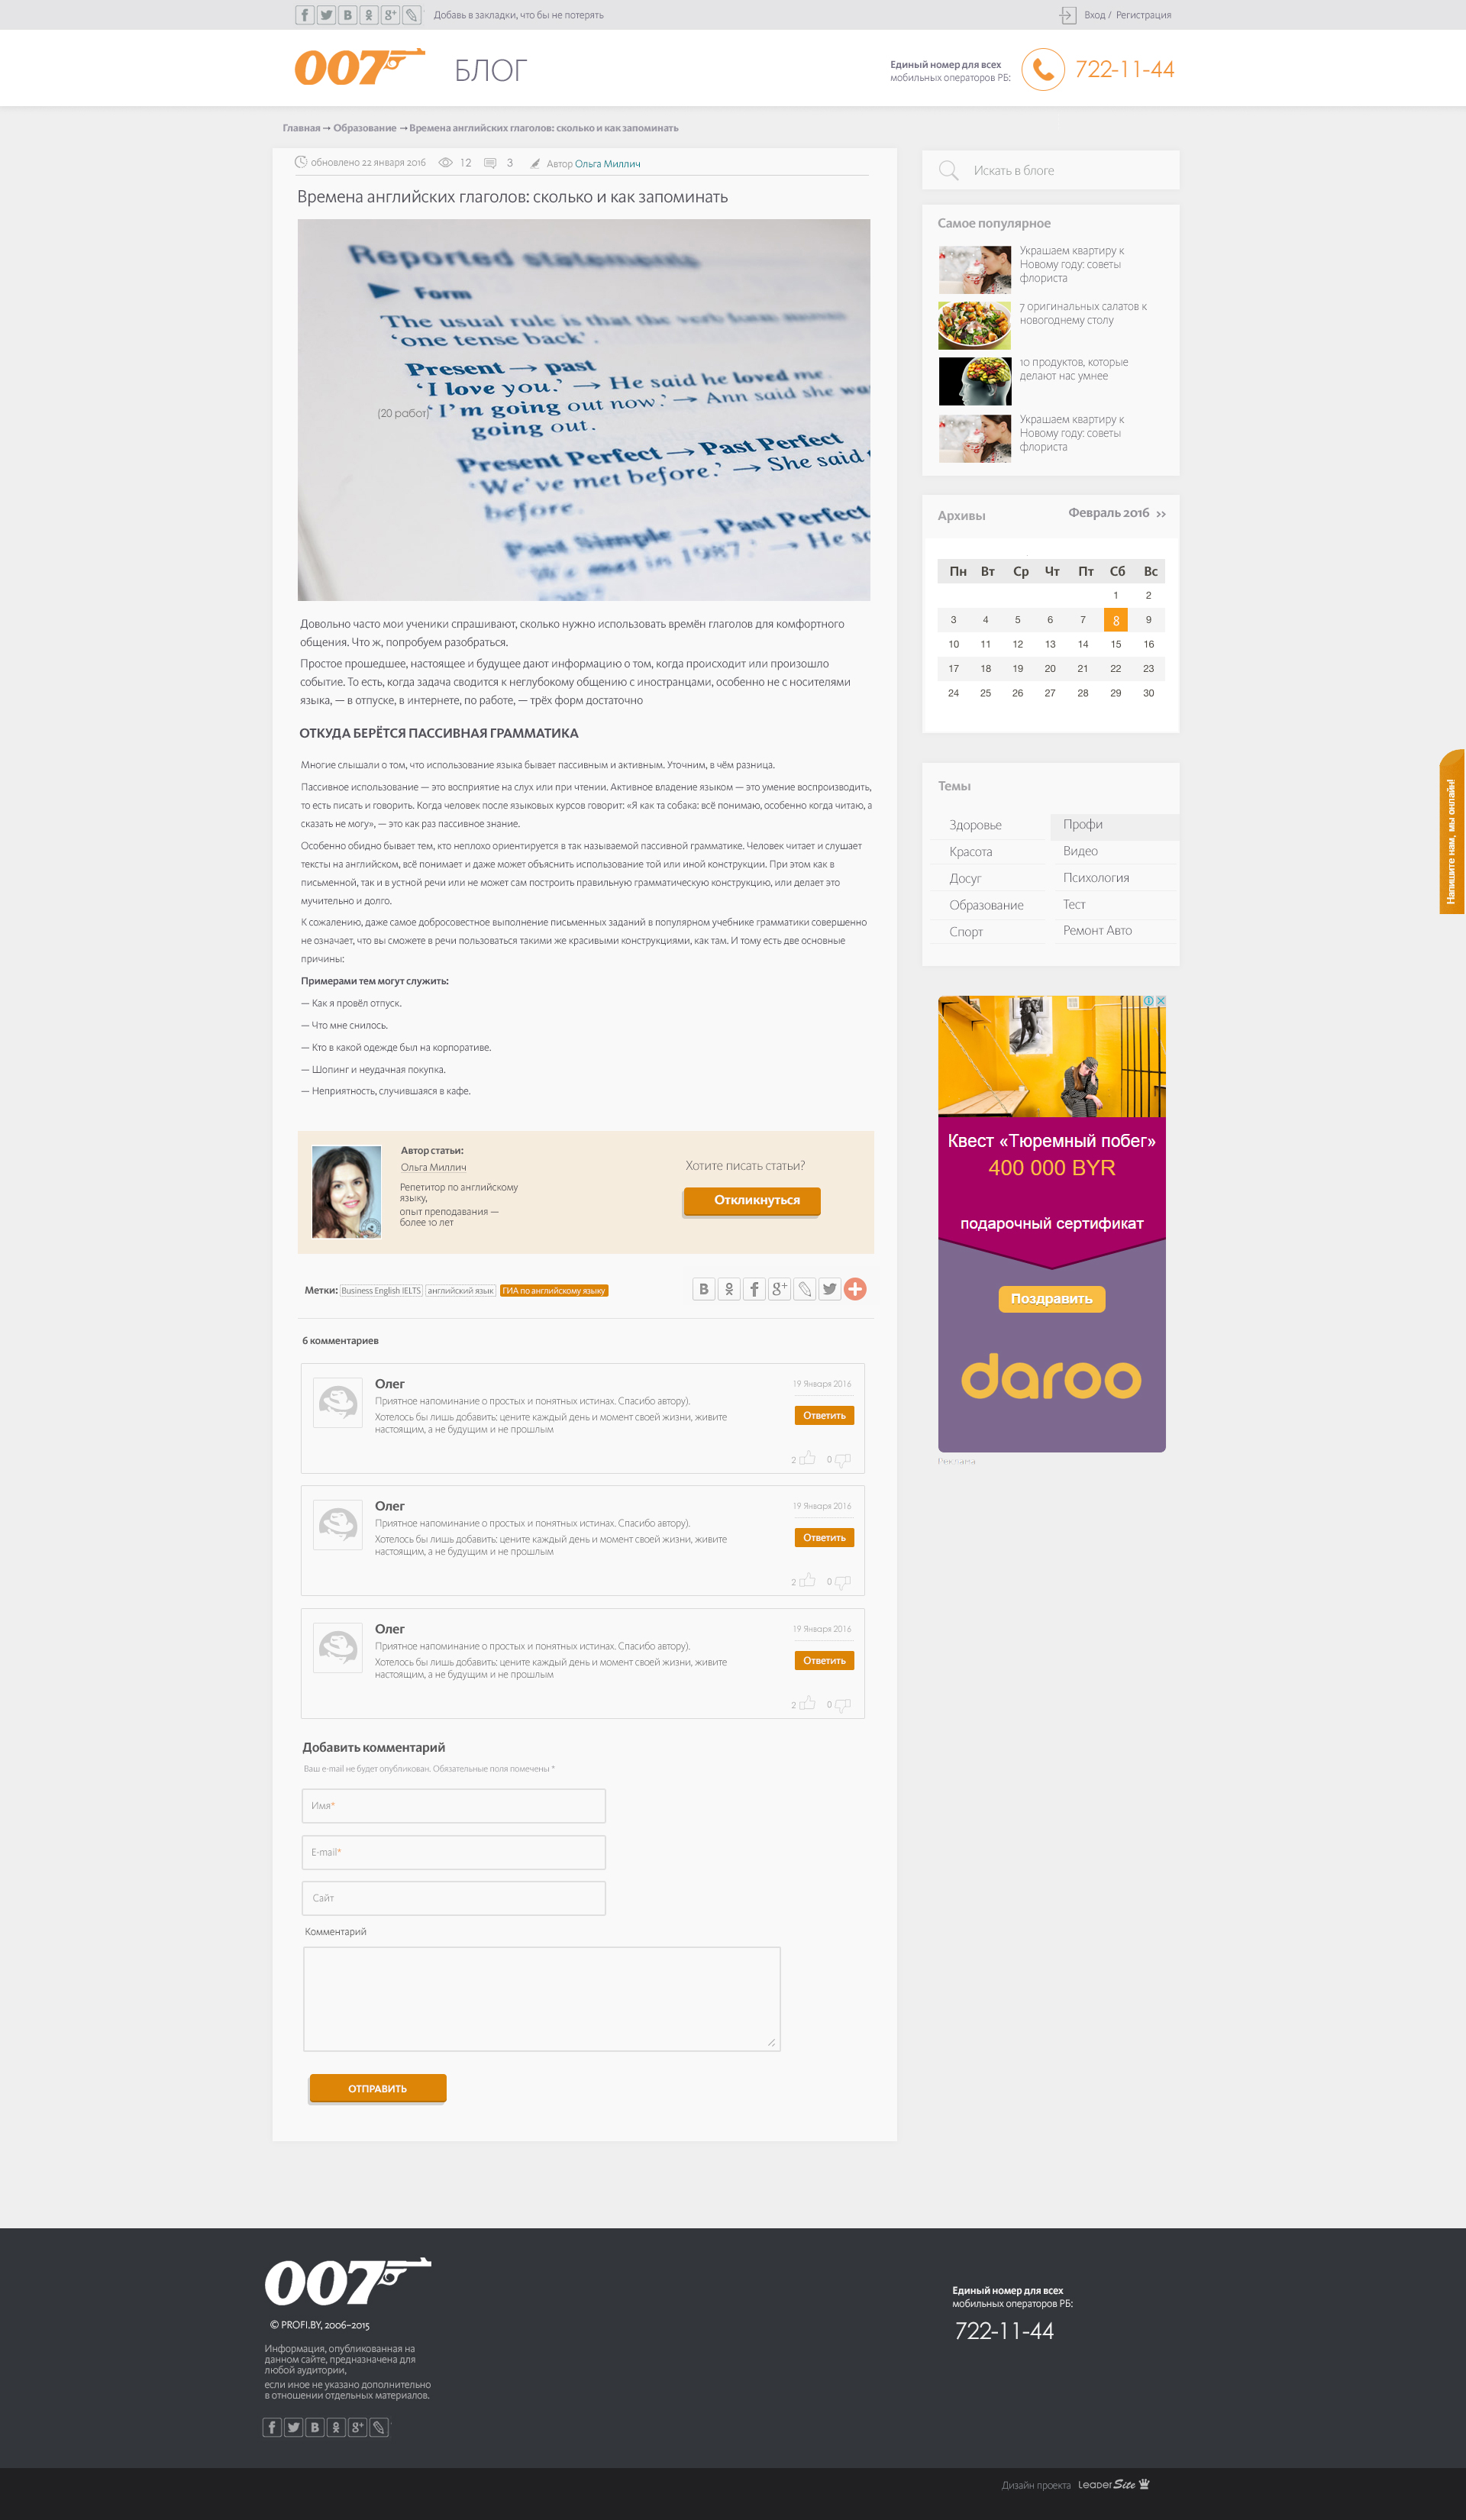 Добавь в закладки, что бы не потерять
Вход / Регистрация
007
БЛОГ
Единый номер для всех
мобильных операторов РБ:
722-11-44
Главная → Образование → Времена английских глаголов: сколько и как запоминать
обновлено 22 января 2016 12 3 Автор Ольга Миллич
Времена английских глаголов: сколько и как запоминать
Reported statements
Form
The usual rule is that the verb form moves
'one tense back'.
Present → past
'I love you.' → He said he loved me.
'I'm going out now.' → Ann said she was
going out.
(20 работ)
Present Perfect → Past Perfect
'We've met before.' → She said
before.
Past Simple → Past Perfect
in 1987.' → He
Довольно часто мои ученики спрашивают, сколько нужно использовать времён глаголов для комфортного
общения. Что ж, попробуем разобраться.
Простое прошедшее, настоящее и будущее дают информацию о том, когда происходит или произошло
событие. То есть, когда задача сводится к неглубокому общению с иностранцами, особенно не с носителями
языка, — в отпуске, в интернете, по работе, — трёх форм достаточно
ОТКУДА БЕРЁТСЯ ПАССИВНАЯ ГРАММАТИКА
Многие слышали о том, что использование языка бывает пассивным и активным. Уточним, в чём разница.
Пассивное использование — это восприятие на слух или при чтении. Активное владение языком — это умение воспроизводить,
то есть писать и говорить. Когда человек после языковых курсов говорит: «Я как та собака: всё понимаю, особенно когда читаю, а
сказать не могу», — это как раз пассивное знание.
Особенно обидно бывает тем, кто неплохо ориентируется в так называемой пассивной грамматике. Человек читает и слушает
тексты на английском, всё понимает и даже может объяснить использование той или иной конструкции. При этом как в
письменной, так и в устной речи или не может сам построить правильную грамматическую конструкцию, или делает это
мучительно и долго.
К сожалению, даже самое добросовестное выполнение письменных заданий в популярном учебнике грамматики совершенно
не означает, что вы сможете в речи пользоваться такими же красивыми конструкциями, как там. И тому есть две основные
причины:
Примерами тем могут служить:
— Как я провёл отпуск.
— Что мне снилось.
— Кто в какой одежде был на корпоративе.
— Шопинг и неудачная покупка.
— Неприятность, случившаяся в кафе.
Автор статьи:
Ольга Миллич
Репетитор по английскому
языку,
опыт преподавания —
более 10 лет
Хотите писать статьи?
Откликнуться
Метки: Business English IELTS английский язык ГИА по английскому языку
6 комментариев
Олег
19 Января 2016
Приятное напоминание о простых и понятных истинах. Спасибо автору).
Хотелось бы лишь добавить: цените каждый день и момент своей жизни, живите
настоящим, а не будущим и не прошлым
Ответить
2 0
Олег
19 Января 2016
Приятное напоминание о простых и понятных истинах. Спасибо автору).
Хотелось бы лишь добавить: цените каждый день и момент своей жизни, живите
настоящим, а не будущим и не прошлым
Ответить
2 0
Олег
19 Января 2016
Приятное напоминание о простых и понятных истинах. Спасибо автору).
Хотелось бы лишь добавить: цените каждый день и момент своей жизни, живите
настоящим, а не будущим и не прошлым
Ответить
2 0
Добавить комментарий
Ваш e-mail не будет опубликован. Обязательные поля помечены *
Имя*
E-mail*
Сайт
Комментарий
ОТПРАВИТЬ
Искать в блоге
Самое популярное
Украшаем квартиру к
Новому году: советы
флориста
7 оригинальных салатов к
новогоднему столу
10 продуктов, которые
делают нас умнее
Украшаем квартиру к
Новому году: советы
флориста
Архивы
Февраль 2016 >>
Пн Вт Ср Чт Пт Сб Вс
1 2
3 4 5 6 7 8 9
10 11 12 13 14 15 16
17 18 19 20 21 22 23
24 25 26 27 28 29 30
Темы
Здоровье Профи
Красота Видео
Досуг Психология
Образование Тест
Спорт Ремонт Авто
Квест «Тюремный побег»
400 000 BYR
подарочный сертификат
Поздравить
daroo
Реклама
Напишите нам, мы онлайн!
007
© PROFI.BY, 2006–2015
Информация, опубликованная на
данном сайте, предназначена для
любой аудитории,
если иное не указано дополнительно
в отношении отдельных материалов.
Единый номер для всех
мобильных операторов РБ:
722-11-44
Дизайн проекта Leader Site